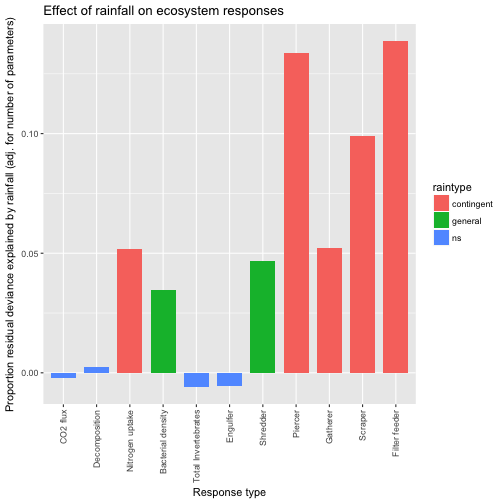 Effect of rainfall on ecosystem responses
Proportion residual deviance explained by rainfall (adj. for number of parameters)
0.10
0.05
0.00
CO2 flux
Decomposition
Nitrogen uptake
Bacterial density
Total Invertebrates
Engulfer
Shredder
Piercer
Gatherer
Scraper
Filter feeder
Response type
raintype
contingent
general
ns